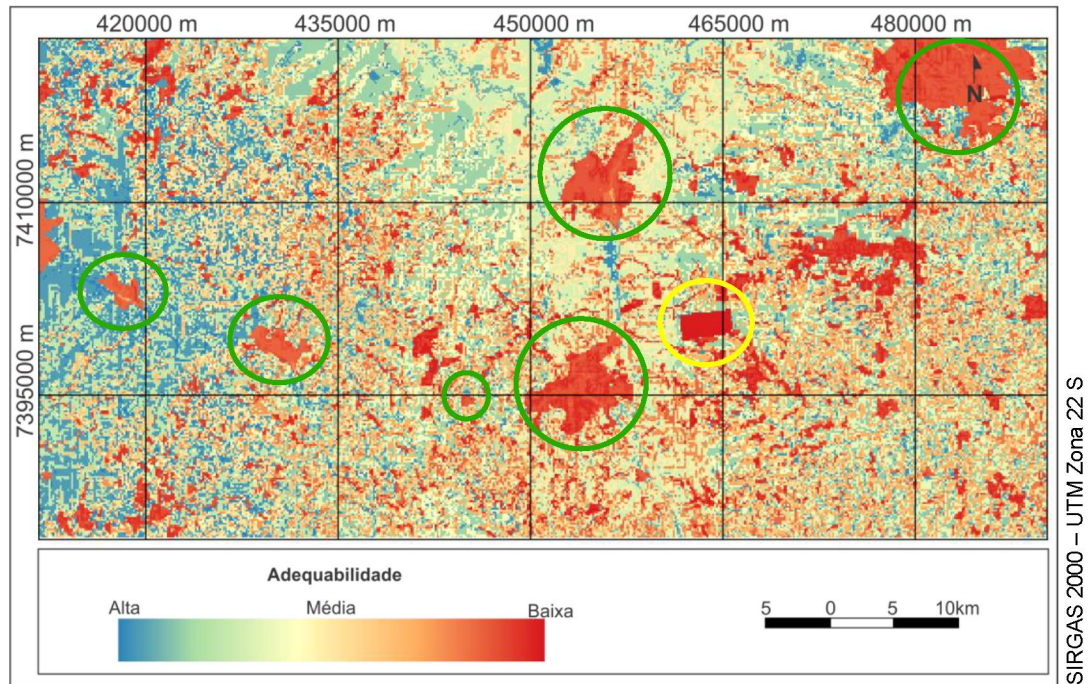 420000 m 435000 m 450000 m 465000 m 480000 m
N
7410000 m
7395000 m
Adequabilidade
Alta Média Baixa
5 0 5 10km
SIRGAS 2000 – UTM Zona 22 S